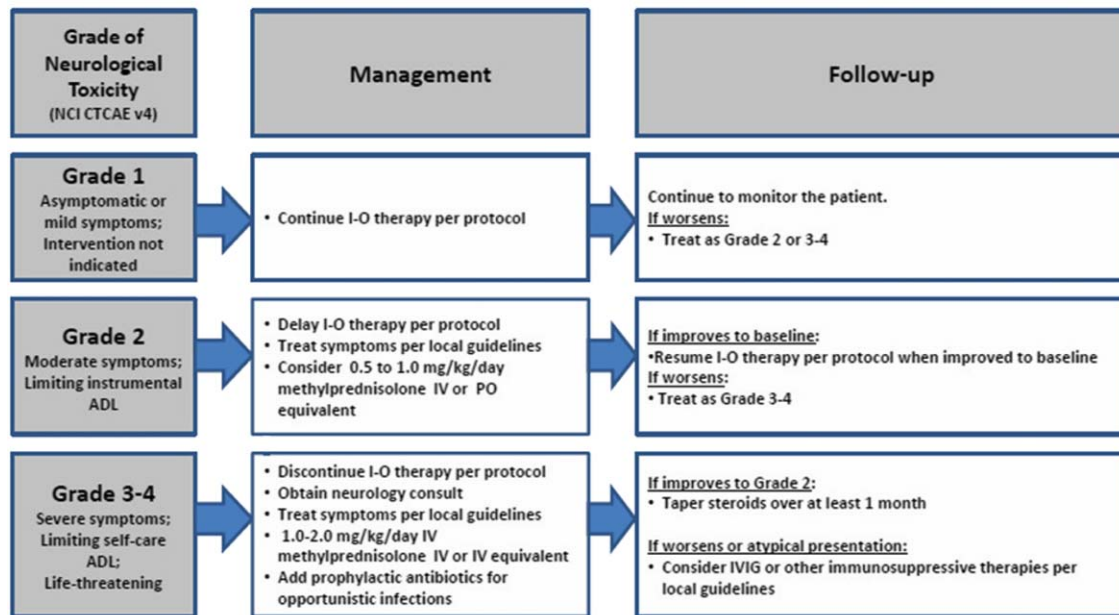 Grade of
Neurological
Toxicity
(NCI CTCAE v4)
Management
Follow-up
Grade 1
Asymptomatic or
mild symptoms;
Intervention not
indicated
• Continue I-O therapy per protocol
Continue to monitor the patient.
If worsens:
• Treat as Grade 2 or 3-4
Grade 2
Moderate symptoms;
Limiting instrumental
ADL
• Delay I-O therapy per protocol
• Treat symptoms per local guidelines
• Consider 0.5 to 1.0 mg/kg/day
methylprednisolone IV or PO
equivalent
If improves to baseline:
•Resume I-O therapy per protocol when improved to baseline
If worsens:
• Treat as Grade 3-4
Grade 3-4
Severe symptoms;
Limiting self-care
ADL;
Life-threatening
• Discontinue I-O therapy per protocol
• Obtain neurology consult
• Treat symptoms per local guidelines
• 1.0-2.0 mg/kg/day IV
methylprednisolone IV or IV equivalent
• Add prophylactic antibiotics for
opportunistic infections
If improves to Grade 2:
• Taper steroids over at least 1 month
If worsens or atypical presentation:
• Consider IVIG or other immunosuppressive therapies per
local guidelines